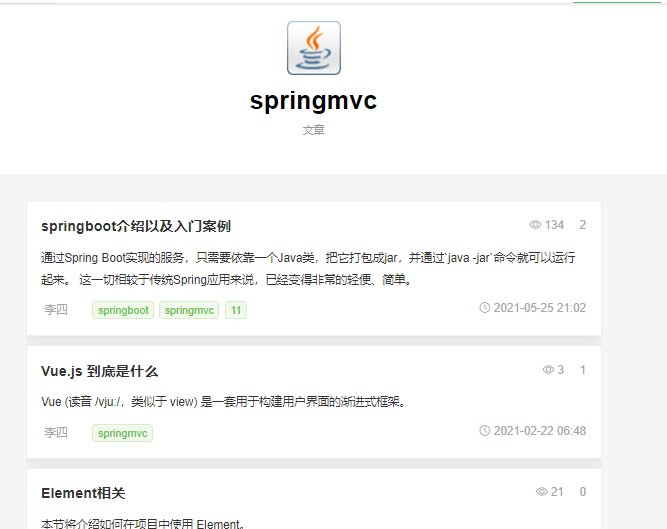 springmvc
文章
springboot介绍以及入门案例 134 2
通过Spring Boot实现的服务，只需要依靠一个Java类，把它打包成jar，并通过`java -jar`命令就可以运行
起来。 这一切相较于传统Spring应用来说，已经变得非常的轻便、简单。
李四 springboot springmvc 11 2021-05-25 21:02
Vue.js 到底是什么 3 1
Vue (读音 /vjuː/，类似于 view) 是一套用于构建用户界面的渐进式框架。
李四 springmvc 2021-02-22 06:48
Element相关 21 0
本节将介绍如何在项目中使用 Element。